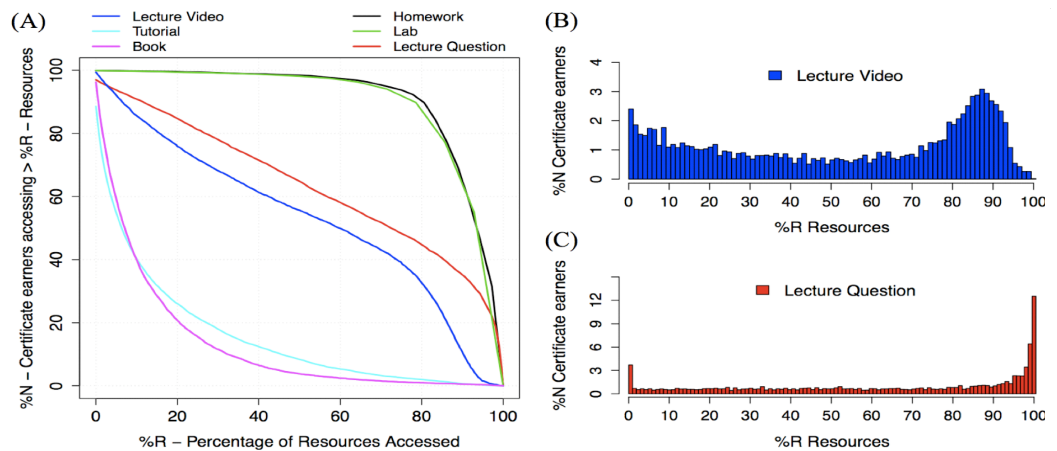 (A)
Lecture Video
Tutorial
Book
Homework
Lab
Lecture Question
%N – Certificate earners accessing > %R – Resources
100
80
60
40
20
0
0 20 40 60 80 100
%R – Percentage of Resources Accessed
(B)
Lecture Video
%N Certificate earners
4
3
2
1
0
0 10 20 30 40 50 60 70 80 90 100
%R Resources
(C)
Lecture Question
%N Certificate earners
12
9
6
3
0
0 10 20 30 40 50 60 70 80 90 100
%R Resources